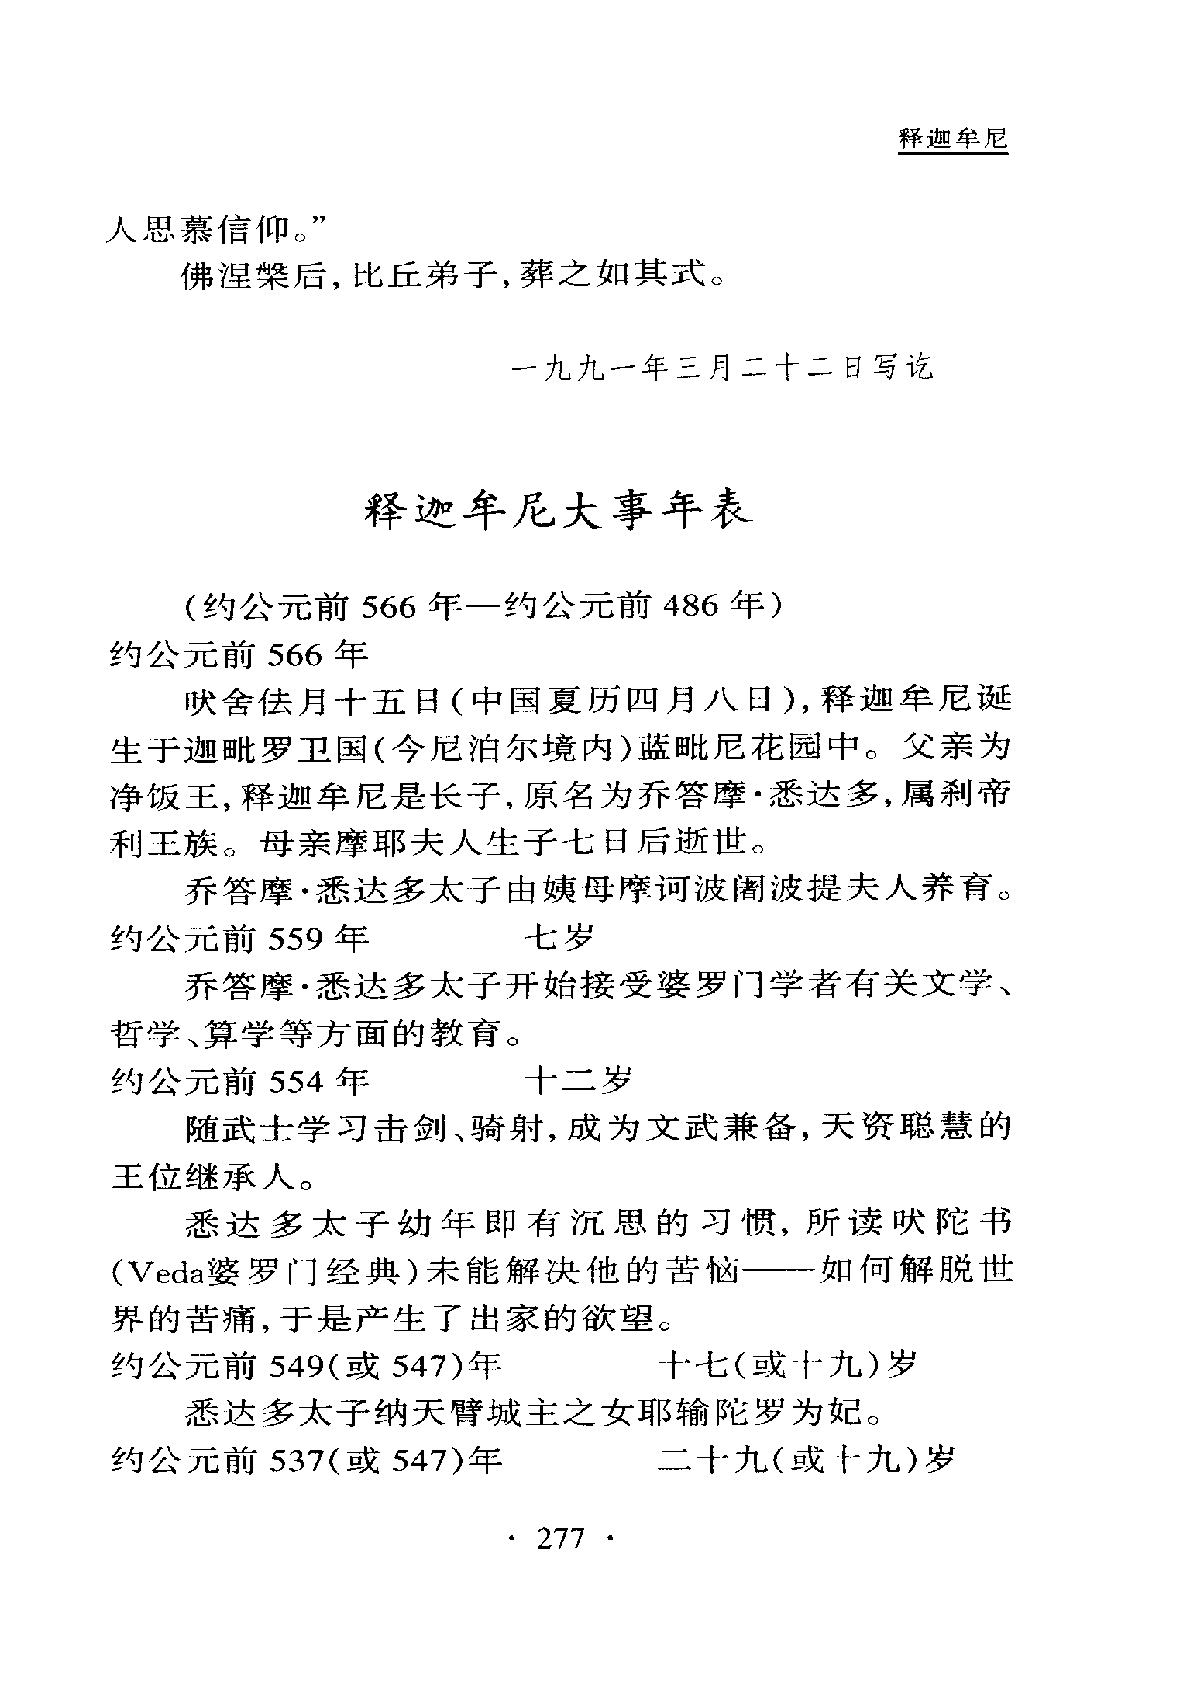 释迦牟尼
人思慕信仰。”
佛涅槃后,比丘弟子,葬之如其式。
一九九一年三月二十二日写讫
释迦牟尼大事年表
(约公元前 566 年—约公元前 486 年)
约公元前 566 年
吠舍佉月十五日(中国夏历四月八日),释迦牟尼诞
生于迦毗罗卫国(今尼泊尔境内)蓝毗尼花园中。父亲为
净饭王,释迦牟尼是长子,原名为乔答摩·悉达多,属刹帝
利王族。母亲摩耶夫人生子七日后逝世。
乔答摩·悉达多太子由姨母摩诃波阇波提夫人养育。
约公元前 559 年 七岁
乔答摩·悉达多太子开始接受婆罗门学者有关文学、
哲学、算学等方面的教育。
约公元前 554 年 十二岁
随武士学习击剑、骑射,成为文武兼备,天资聪慧的
王位继承人。
悉达多太子幼年即有沉思的习惯,所读吠陀书
(Veda婆罗门经典)未能解决他的苦恼——如何解脱世
界的苦痛,于是产生了出家的欲望。
约公元前 549(或 547)年 十七(或十九)岁
悉达多太子纳天臂城主之女耶输陀罗为妃。
约公元前 537(或 547)年 二十九(或十九)岁
· 277 ·